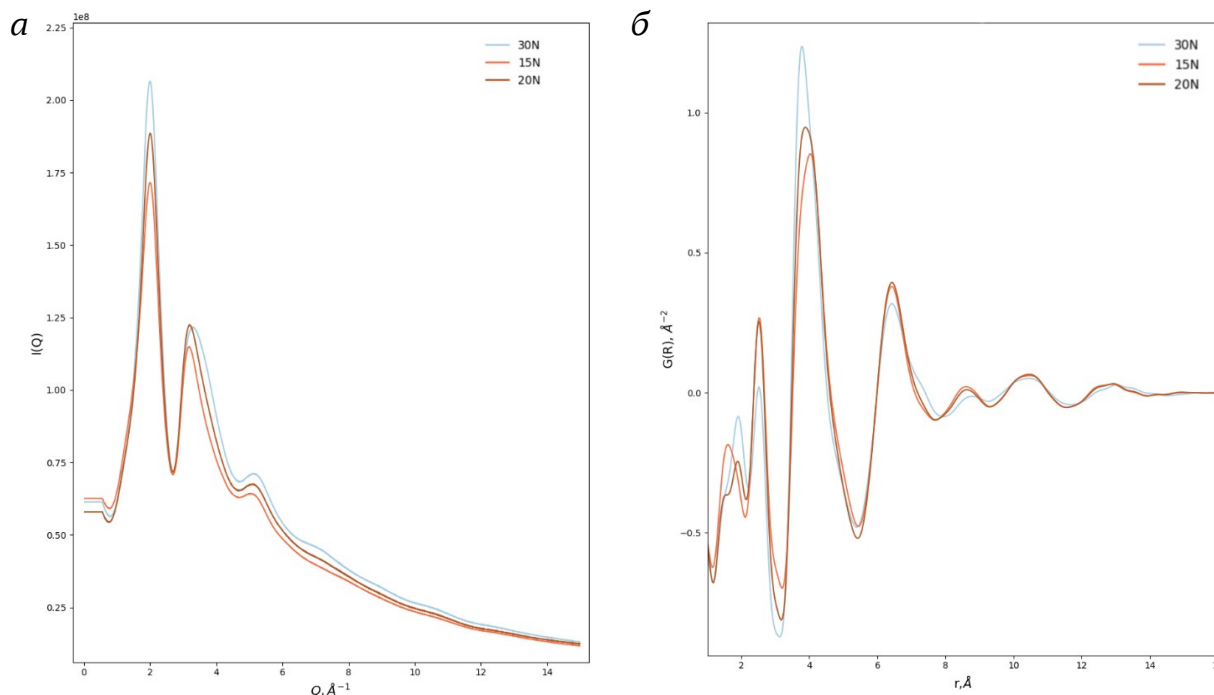 а
1e8
2.25
2.00
1.75
1.50
1.25
1.00
0.75
0.50
0.25
I(Q)
0 2 4 6 8 10 12 14
Q, Å⁻¹
30N
15N
20N
б
1.0
0.5
0.0
−0.5
G(R), Å⁻²
2 4 6 8 10 12 14
r,Å
30N
15N
20N